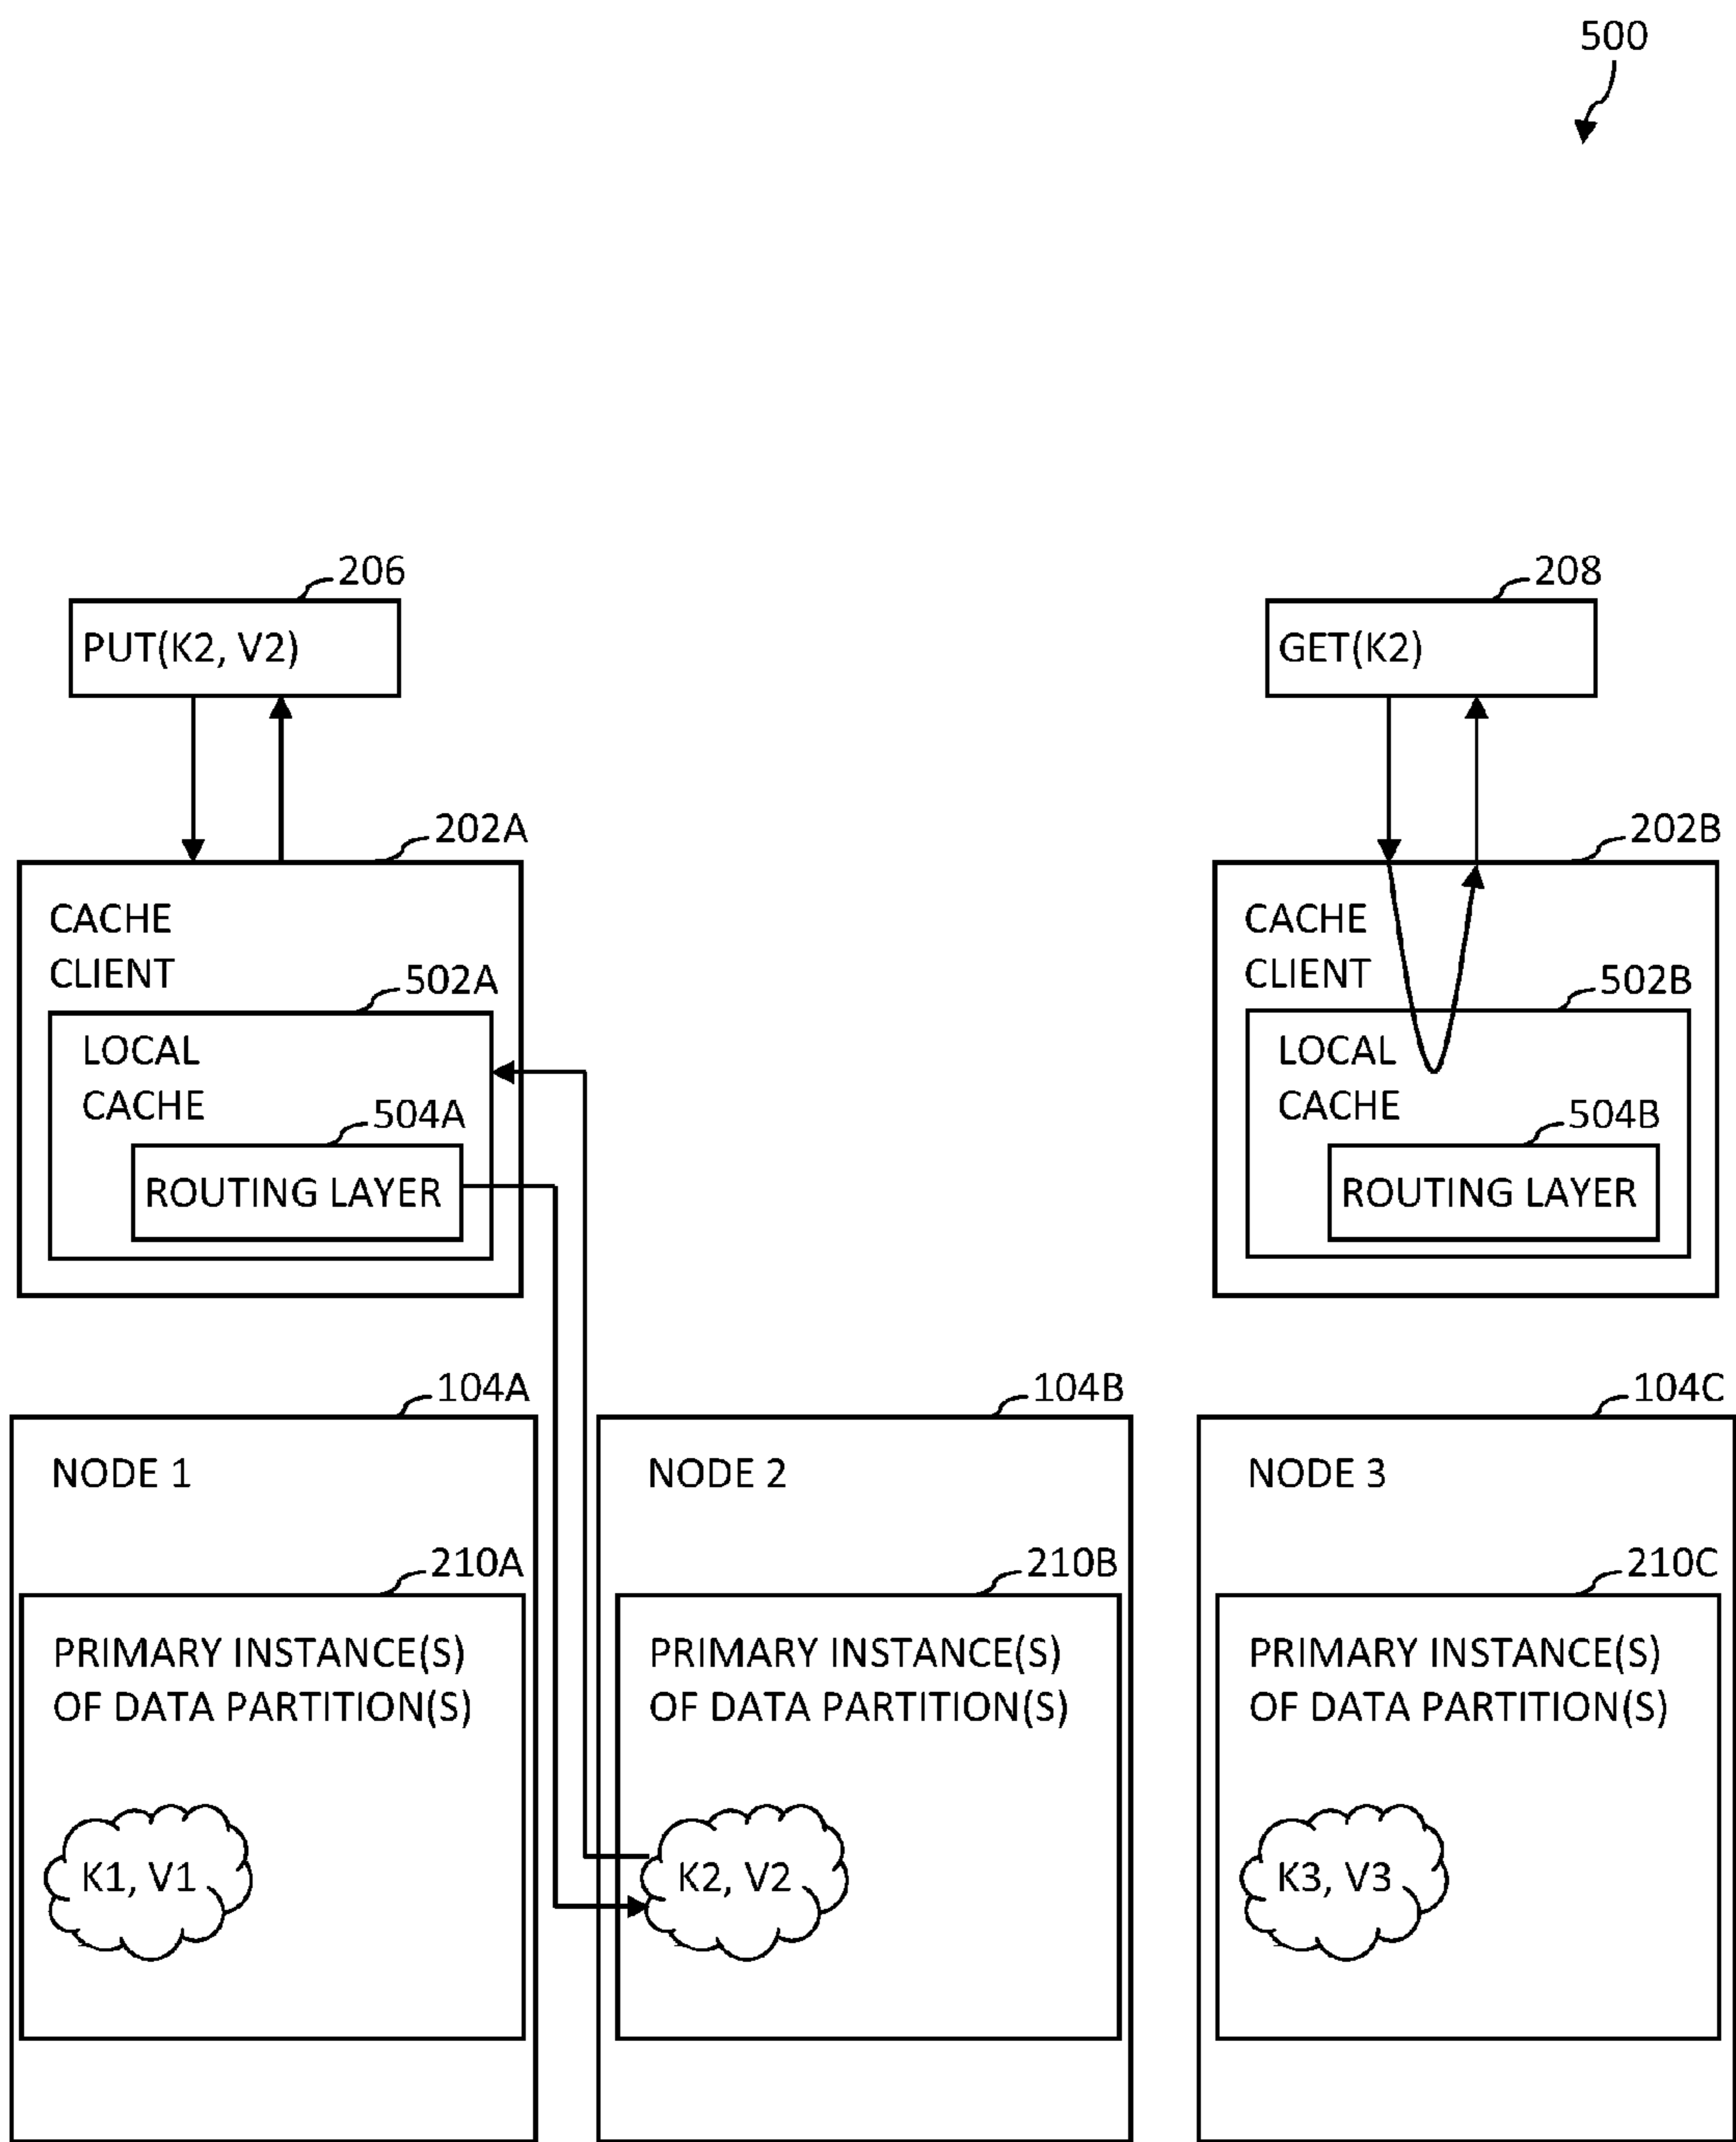 500
206
PUT(K2, V2)
208
GET(K2)
202A
CACHE
CLIENT
502A
LOCAL
CACHE
504A
ROUTING LAYER
202B
CACHE
CLIENT
502B
LOCAL
CACHE
504B
ROUTING LAYER
104A
NODE 1
210A
PRIMARY INSTANCE(S)
OF DATA PARTITION(S)
K1, V1
104B
NODE 2
210B
PRIMARY INSTANCE(S)
OF DATA PARTITION(S)
K2, V2
104C
NODE 3
210C
PRIMARY INSTANCE(S)
OF DATA PARTITION(S)
K3, V3